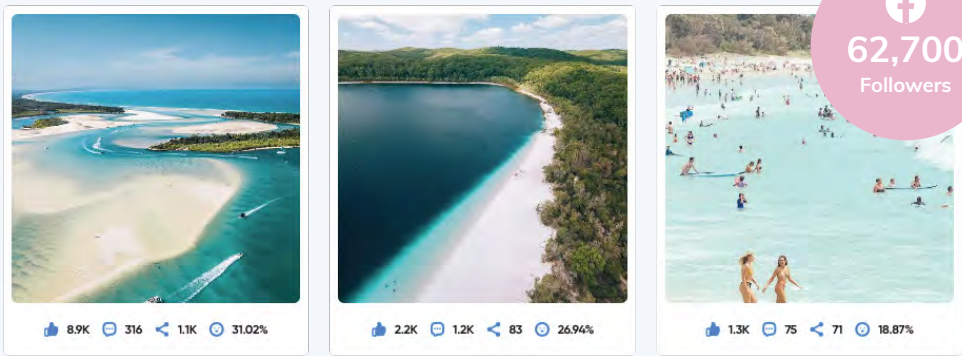 62,700
Followers
8.9K 316 1.1K 31.02%
2.2K 1.2K 83 26.94%
1.3K 75 71 18.87%